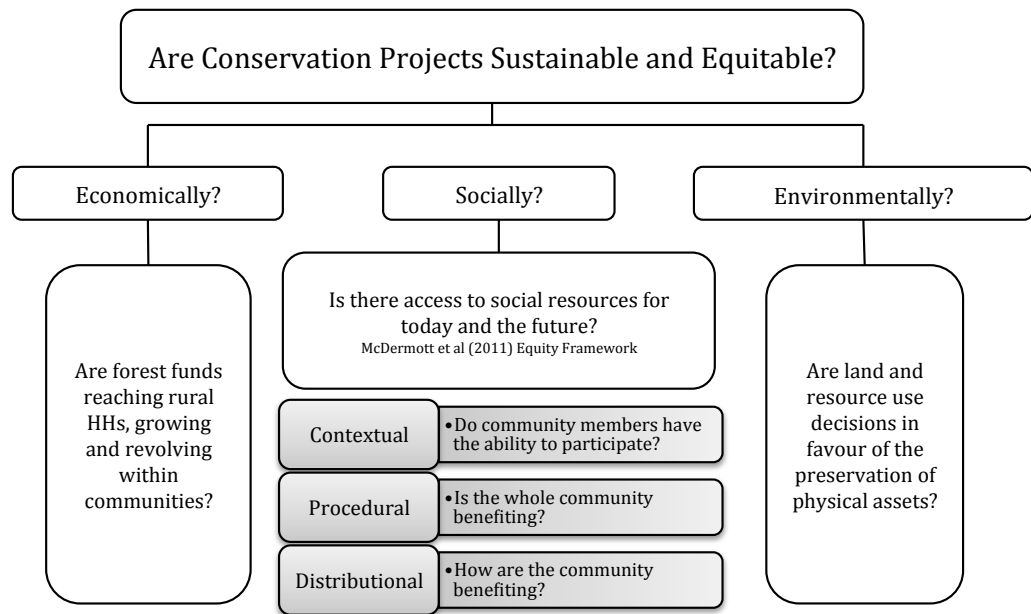 Are Conservation Projects Sustainable and Equitable?
Economically?
Socially?
Environmentally?
Are forest funds
reaching rural
HHs, growing
and revolving
within
communities?
Is there access to social resources for
today and the future?
McDermott et al (2011) Equity Framework
Contextual
•Do community members have
the ability to participate?
Procedural
•Is the whole community
benefiting?
Distributional
•How are the community
benefiting?
Are land and
resource use
decisions in
favour of the
preservation of
physical assets?